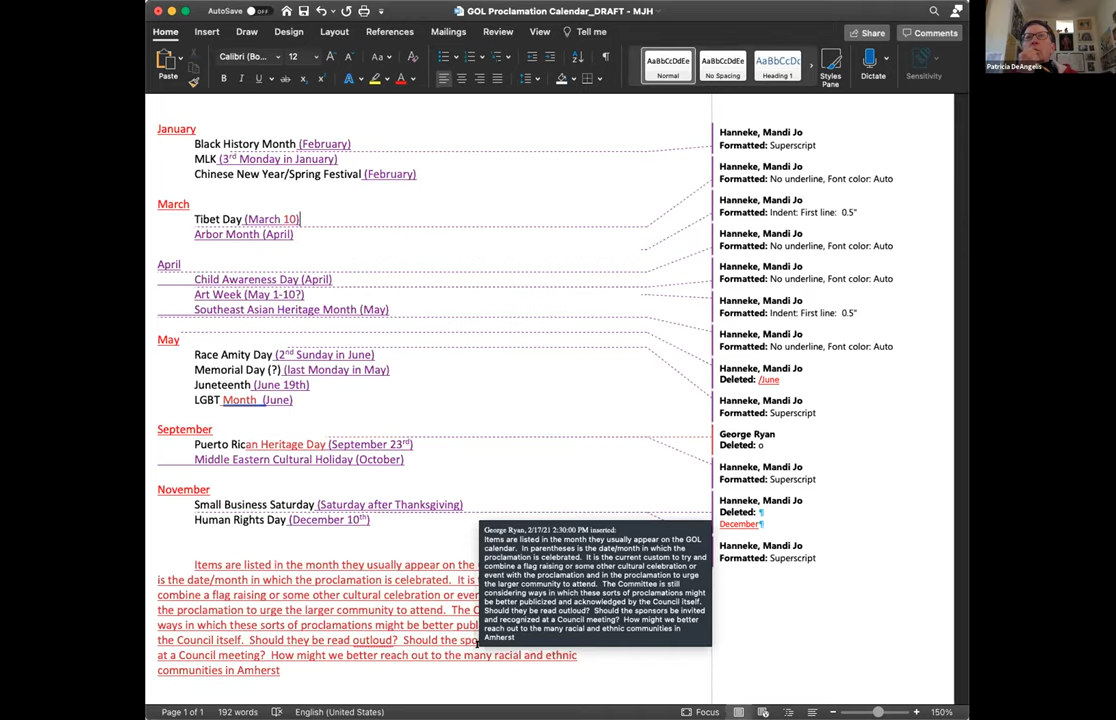 AutoSave OFF
GOL Proclamation Calendar_DRAFT - MJH
Home Insert Draw Design Layout References Mailings Review View Tell me
Share Comments
Paste
Calibri (Bo... 12
AaBbCcDdEe AaBbCcDdEe AaBbCcDc
Normal No Spacing Heading 1
Styles Pane
Dictate
Sensitivity
Patricia DeAngelis
January
Black History Month (February)
MLK (3rd Monday in January)
Chinese New Year/Spring Festival (February)
March
Tibet Day (March 10)
Arbor Month (April)
April
Child Awareness Day (April)
Art Week (May 1-10?)
Southeast Asian Heritage Month (May)
May
Race Amity Day (2nd Sunday in June)
Memorial Day (?) (last Monday in May)
Juneteenth (June 19th)
LGBT Month (June)
September
Puerto Rican Heritage Day (September 23rd)
Middle Eastern Cultural Holiday (October)
November
Small Business Saturday (Saturday after Thanksgiving)
Human Rights Day (December 10th)
Items are listed in the month they usually appear on the
is the date/month in which the proclamation is celebrated. It is
combine a flag raising or some other cultural celebration or even
the proclamation to urge the larger community to attend. The C
ways in which these sorts of proclamations might be better publ
the Council itself. Should they be read outloud? Should the spo
at a Council meeting? How might we better reach out to the many racial and ethnic
communities in Amherst
George Ryan, 2/17/21 2:30:00 PM inserted:
Items are listed in the month they usually appear on the GOL
calendar. In parentheses is the date/month in which the
proclamation is celebrated. It is the current custom to try and
combine a flag raising or some other cultural celebration or
event with the proclamation and in the proclamation to urge
the larger community to attend. The Committee is still
considering ways in which these sorts of proclamations might
be better publicized and acknowledged by the Council itself.
Should they be read outloud? Should the sponsors be invited
and recognized at a Council meeting? How might we better
reach out to the many racial and ethnic communities in
Amherst
Hanneke, Mandi Jo
Formatted: Superscript
Hanneke, Mandi Jo
Formatted: No underline, Font color: Auto
Hanneke, Mandi Jo
Formatted: Indent: First line: 0.5"
Hanneke, Mandi Jo
Formatted: No underline, Font color: Auto
Hanneke, Mandi Jo
Formatted: No underline, Font color: Auto
Hanneke, Mandi Jo
Formatted: Indent: First line: 0.5"
Hanneke, Mandi Jo
Formatted: No underline, Font color: Auto
Hanneke, Mandi Jo
Deleted: /June
Hanneke, Mandi Jo
Formatted: Superscript
George Ryan
Deleted: o
Hanneke, Mandi Jo
Formatted: Superscript
Hanneke, Mandi Jo
Deleted: ¶
December¶
Hanneke, Mandi Jo
Formatted: Superscript
Page 1 of 1 192 words English (United States) Focus 150%